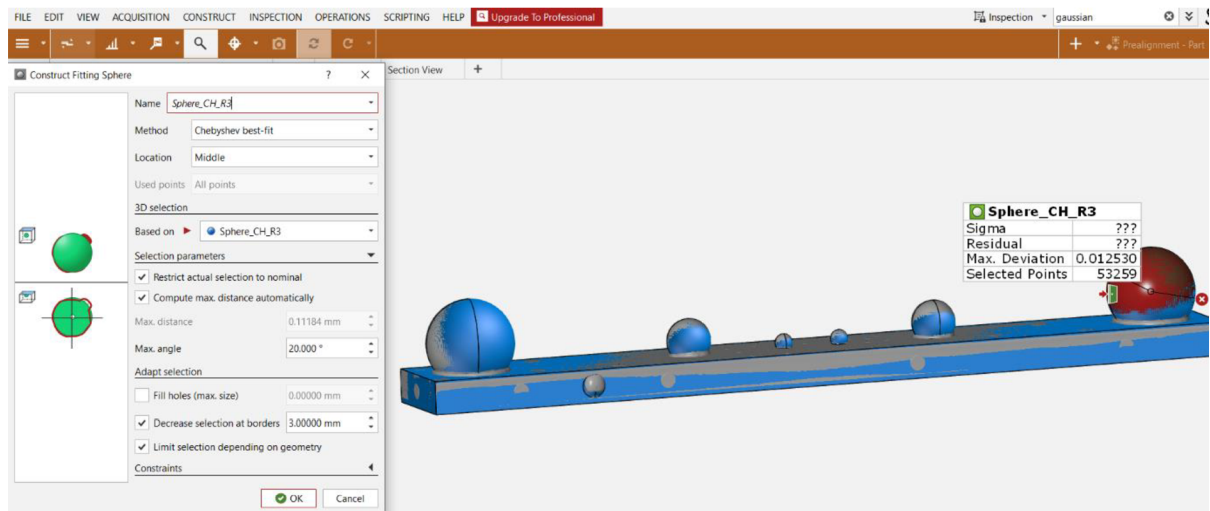 FILE EDIT VIEW ACQUISITION CONSTRUCT INSPECTION OPERATIONS SCRIPTING HELP Upgrade To Professional Inspection gaussian
Prealignment - Part
Construct Fitting Sphere ? Section View +
Name Sphere_CH_R3
Method Chebyshev best-fit
Location Middle
Used points All points
3D selection
Based on Sphere_CH_R3
Selection parameters
Restrict actual selection to nominal
Compute max. distance automatically
Max. distance 0.11184 mm
Max. angle 20.000 °
Adapt selection
Fill holes (max. size) 0.00000 mm
Decrease selection at borders 3.00000 mm
Limit selection depending on geometry
Constraints
OK Cancel
Sphere_CH_R3
Sigma ???
Residual ???
Max. Deviation 0.012530
Selected Points 53259